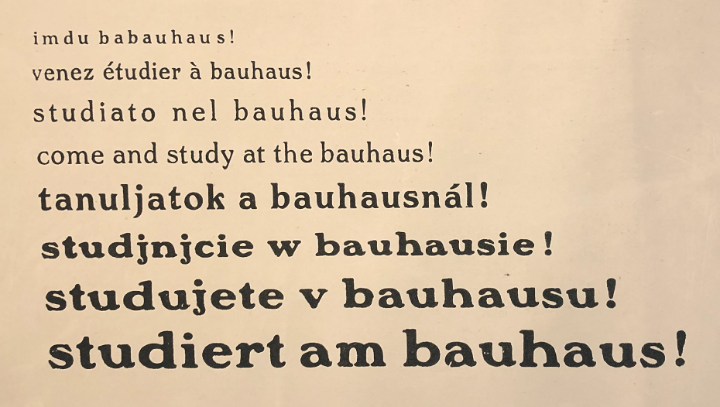 imdu babauhaus!
venez étudier à bauhaus!
studiato nel bauhaus!
come and study at the bauhaus!
tanuljatok a bauhausnál!
studjnjcie w bauhausie!
studujete v bauhausu!
studiert am bauhaus!